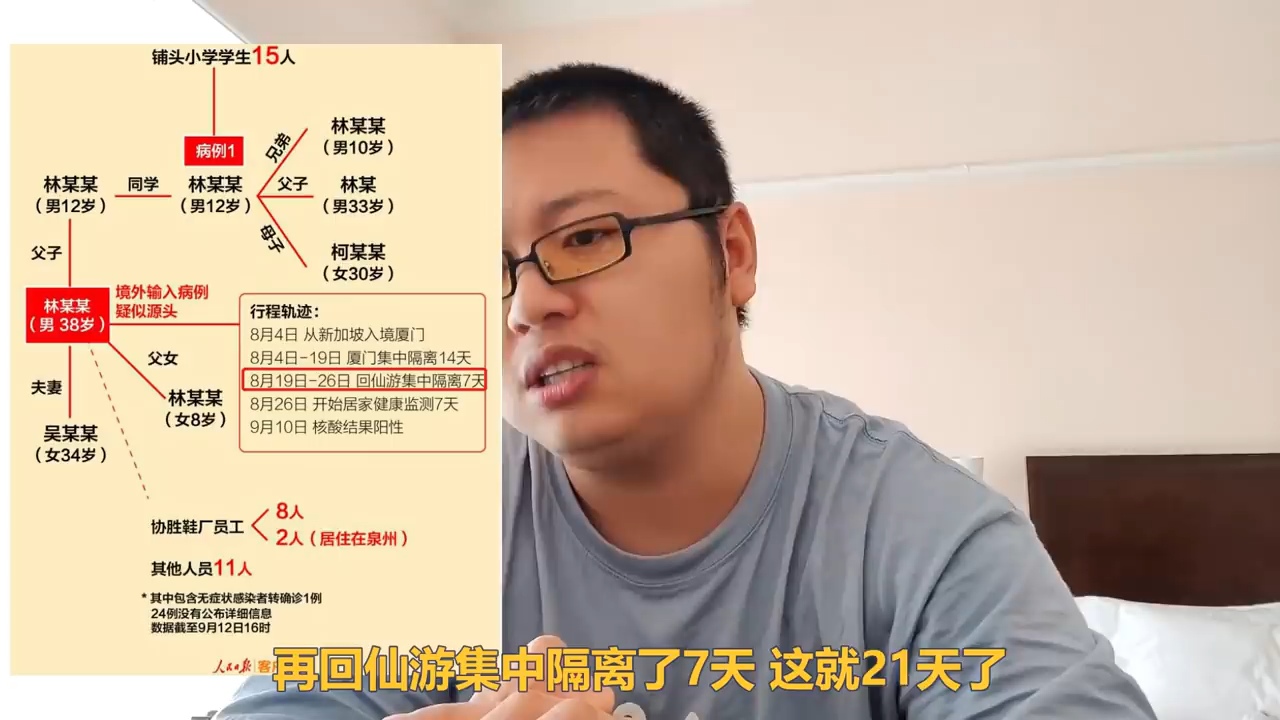 铺头小学学生15人
病例1
兄弟
林某某
（男10岁）
林某某
（男12岁）
同学
林某某
（男12岁）
父子
林某
（男33岁）
母子
柯某某
（女30岁）
父子
林某某
（男 38岁）
境外输入病例
疑似源头
行程轨迹：
8月4日 从新加坡入境厦门
8月4日-19日 厦门集中隔离14天
8月19日-26日 回仙游集中隔离7天
8月26日 开始居家健康监测7天
9月10日 核酸结果阳性
父女
林某某
（女8岁）
夫妻
吴某某
（女34岁）
协胜鞋厂员工
8人
2人（居住在泉州）
其他人员11人
* 其中包含无症状感染者转确诊1例
24例没有公布详细信息
数据截至9月12日16时
人民日报 客
再回仙游集中隔离了7天 这就21天了